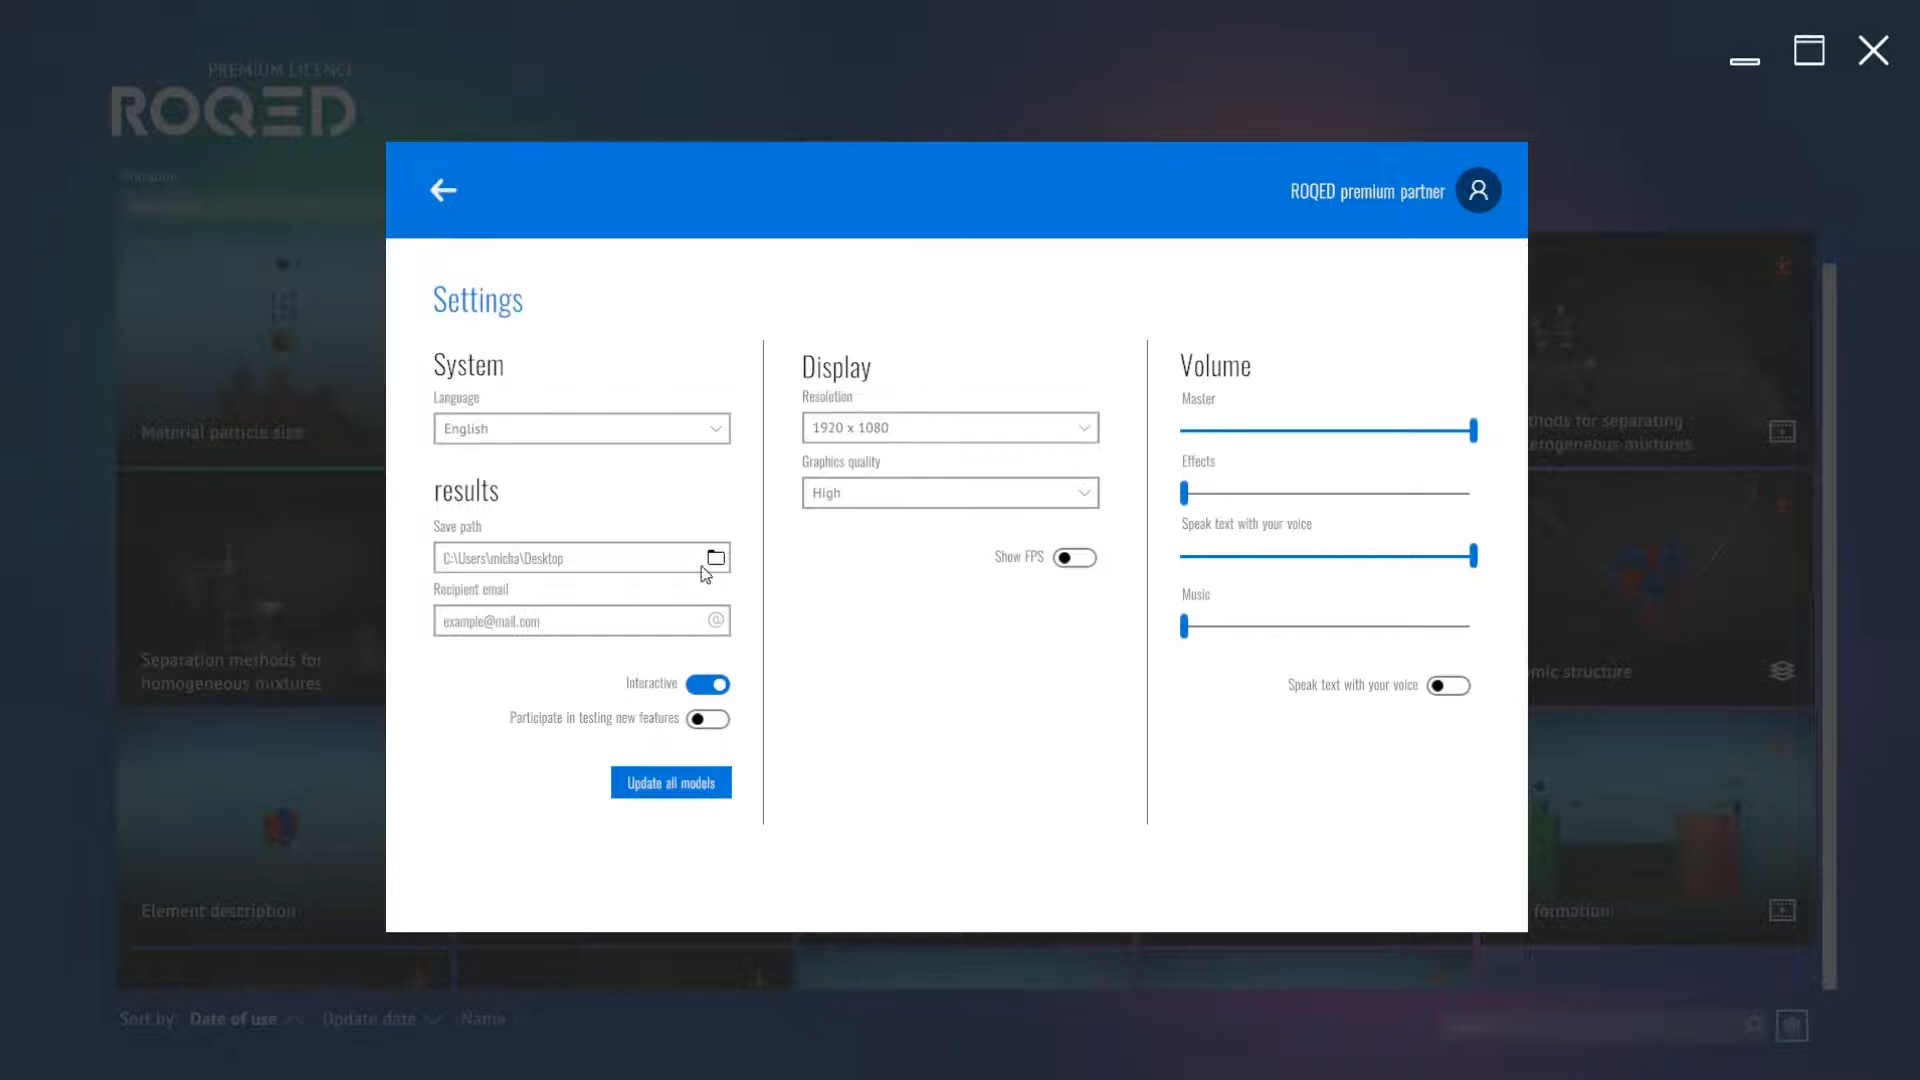 PREMIUM LICENCE
ROQED
ROQED premium partner
Settings
System
Language
English
results
Save path
C:\Users\micha\Desktop
Recipient email
example@mail.com
@
Interactive
Participate in testing new features
Update all models
Display
Resolution
1920 x 1080
Graphics quality
High
Show FPS
Volume
Master
Effects
Speak text with your voice
Music
Speak text with your voice
Material particle size
hods for separating
erogeneous mixtures
Separation methods for
homogeneous mixtures
mic structure
Element description
formation
Sort by: Date of use Update date Name